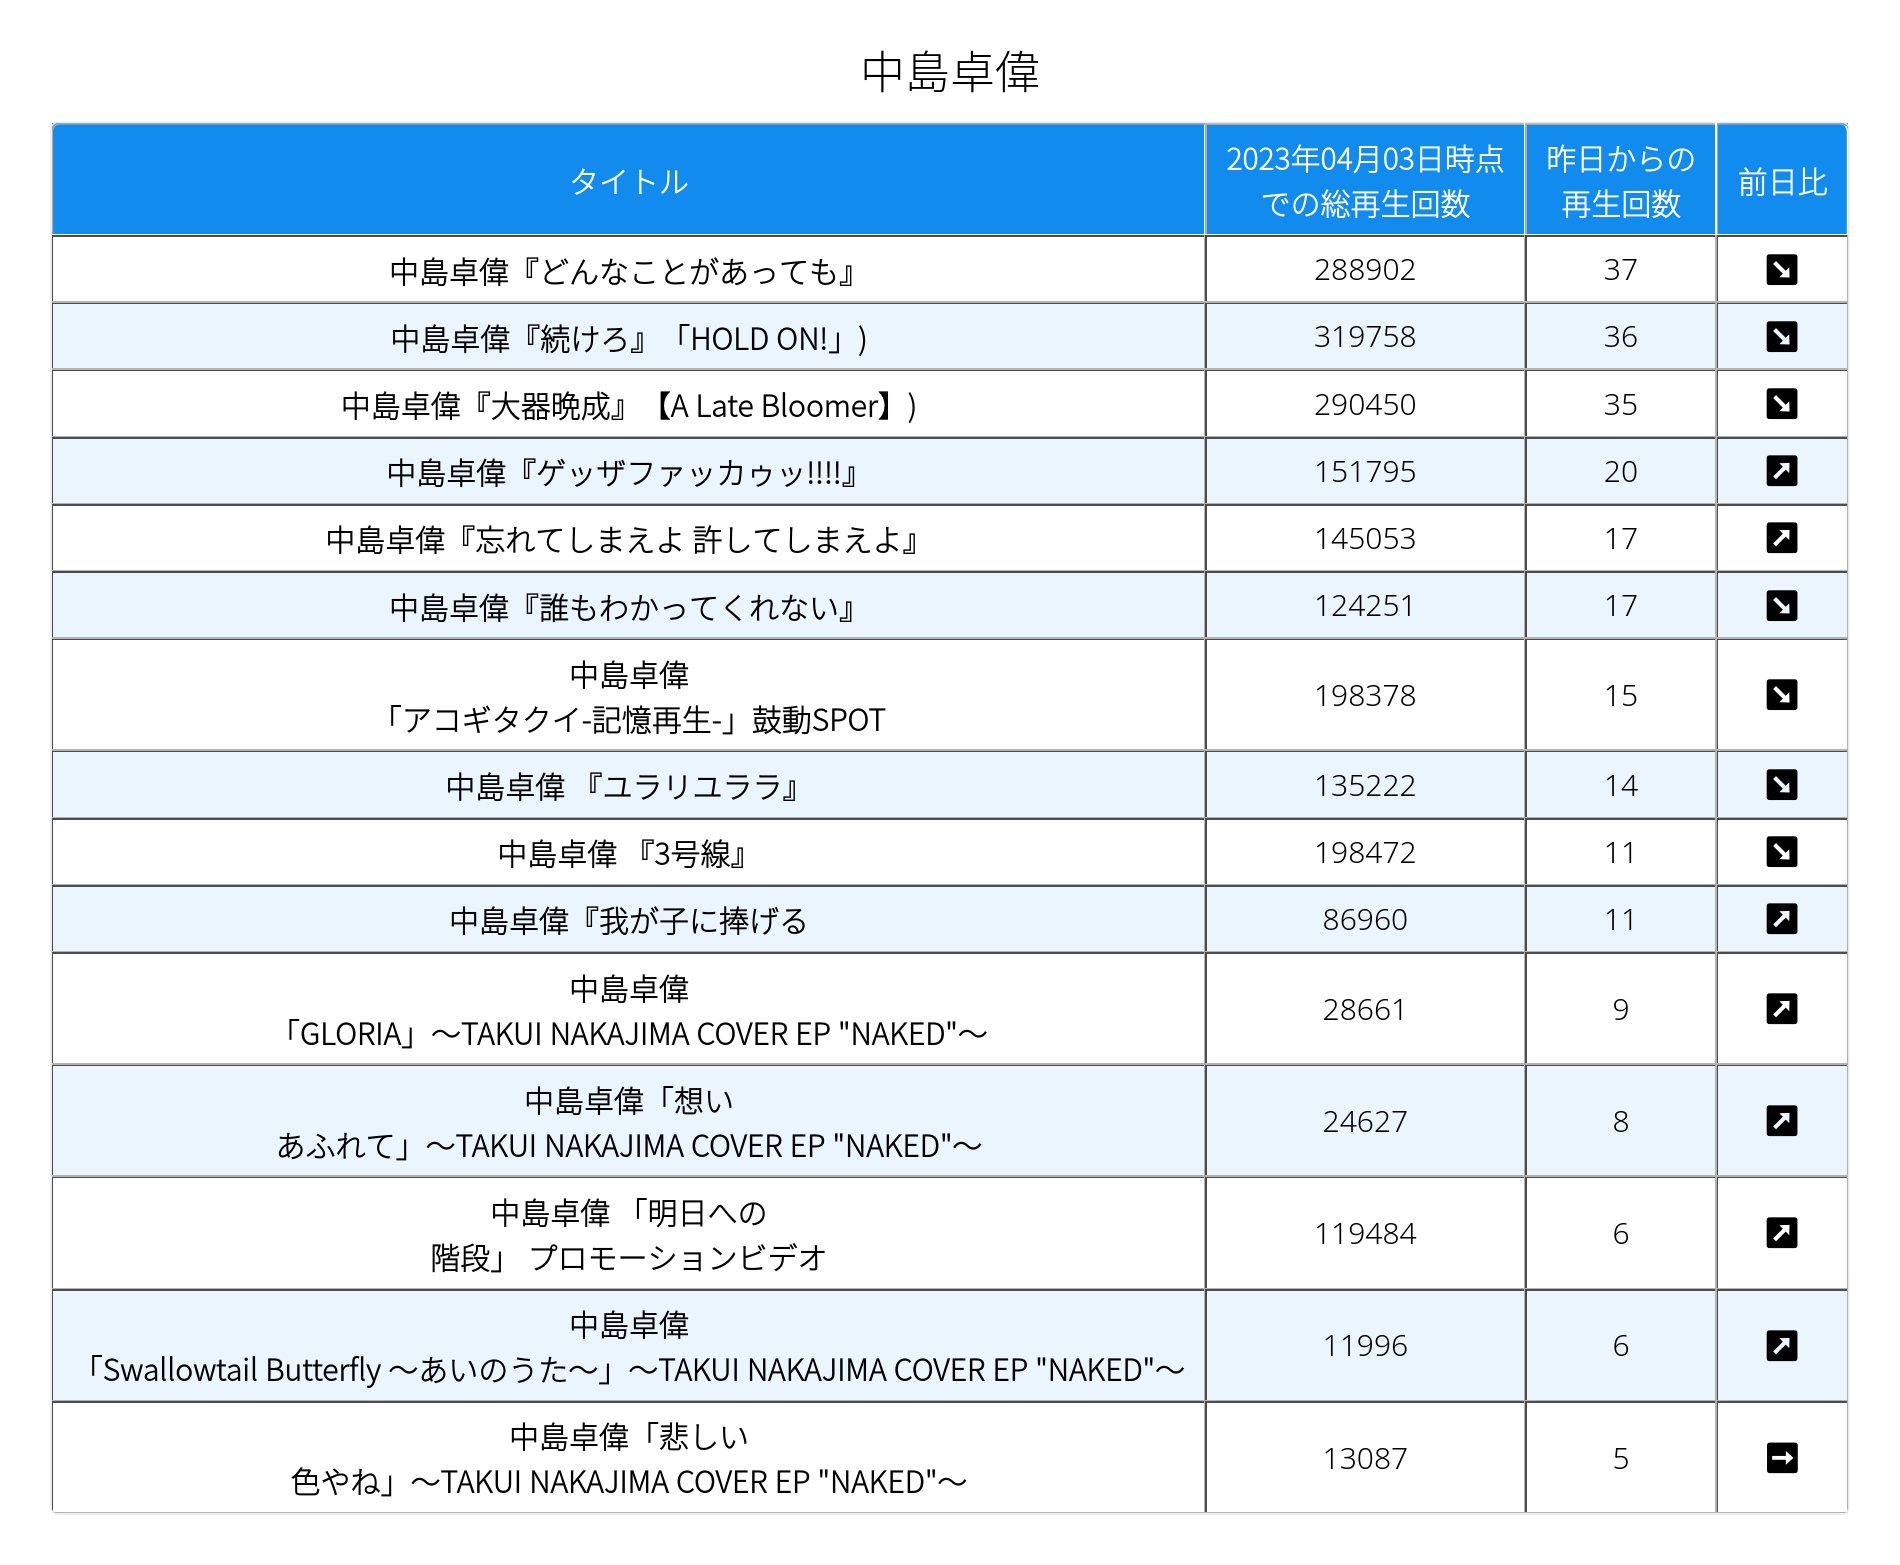 中島卓偉
タイトル
2023年04月03日時点
での総再生回数
昨日からの
再生回数
前日比
中島卓偉『どんなことがあっても』
288902
37
中島卓偉『続けろ』「HOLD ON!」)
319758
36
中島卓偉『大器晩成』【A Late Bloomer】)
290450
35
中島卓偉『ゲッザファッカゥッ!!!!』
151795
20
中島卓偉『忘れてしまえよ 許してしまえよ』
145053
17
中島卓偉『誰もわかってくれない』
124251
17
中島卓偉
「アコギタクイ-記憶再生-」鼓動SPOT
198378
15
中島卓偉 『ユラリユララ』
135222
14
中島卓偉 『3号線』
198472
11
中島卓偉『我が子に捧げる
86960
11
中島卓偉
「GLORIA」～TAKUI NAKAJIMA COVER EP "NAKED"～
28661
9
中島卓偉「想い
あふれて」～TAKUI NAKAJIMA COVER EP "NAKED"～
24627
8
中島卓偉 「明日への
階段」 プロモーションビデオ
119484
6
中島卓偉
「Swallowtail Butterfly ～あいのうた～」～TAKUI NAKAJIMA COVER EP "NAKED"～
11996
6
中島卓偉「悲しい
色やね」～TAKUI NAKAJIMA COVER EP "NAKED"～
13087
5